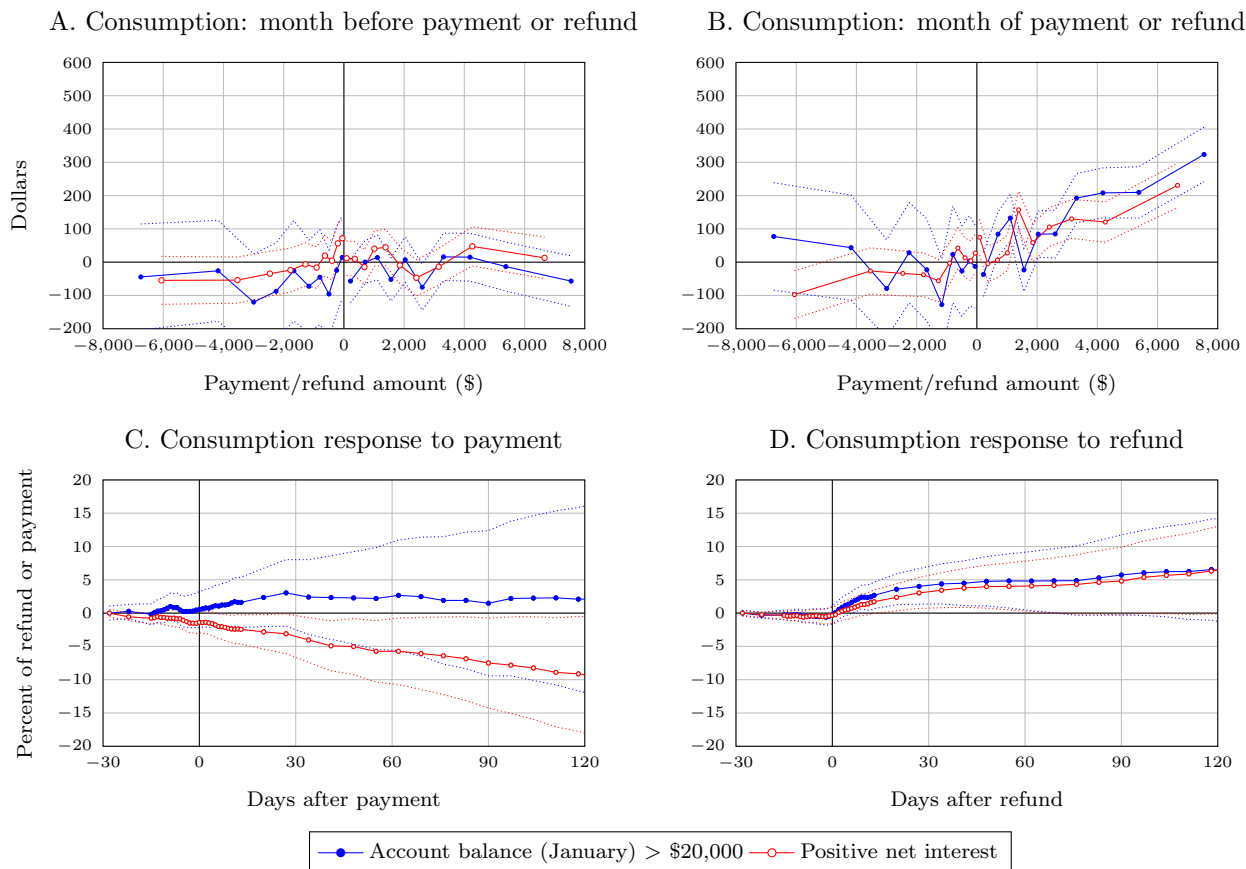 A. Consumption: month before payment or refund
B. Consumption: month of payment or refund
Dollars
600
500
400
300
200
100
0
−100
−200
−8,000 −6,000 −4,000 −2,000 0 2,000 4,000 6,000 8,000
Payment/refund amount ($)
600
500
400
300
200
100
0
−100
−200
−8,000 −6,000 −4,000 −2,000 0 2,000 4,000 6,000 8,000
Payment/refund amount ($)
C. Consumption response to payment
D. Consumption response to refund
Percent of refund or payment
20
15
10
5
0
−5
−10
−15
−20
−30 0 30 60 90 120
Days after payment
20
15
10
5
0
−5
−10
−15
−20
−30 0 30 60 90 120
Days after refund
Account balance (January) > $20,000 Positive net interest